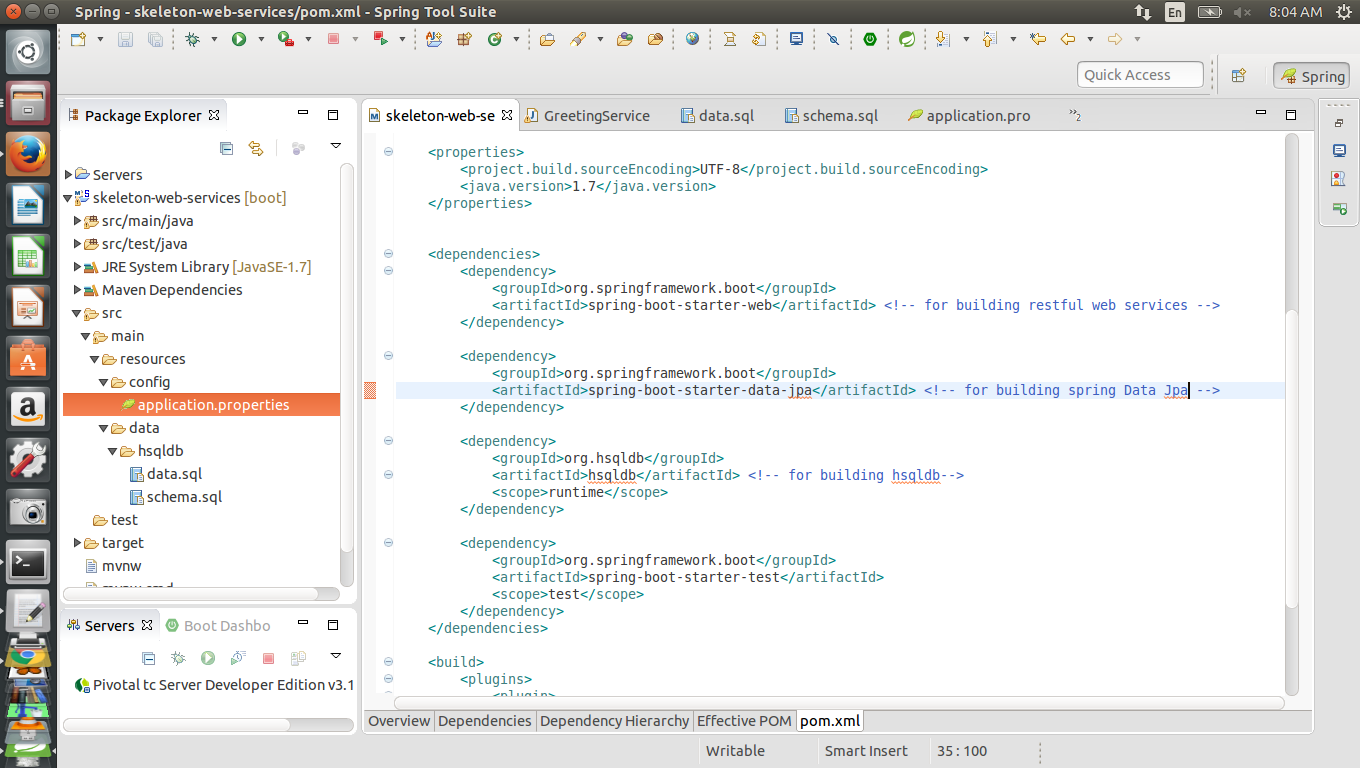 Spring - skeleton-web-services/pom.xml - Spring Tool Suite
En
8:04 AM
Quick Access
Spring
Package Explorer
Servers
skeleton-web-services [boot]
src/main/java
src/test/java
JRE System Library [JavaSE-1.7]
Maven Dependencies
src
main
resources
config
application.properties
data
hsqldb
data.sql
schema.sql
test
target
mvnw
mvnw.cmd
Servers
Boot Dashbo
Pivotal tc Server Developer Edition v3.1
skeleton-web-se
GreetingService
data.sql
schema.sql
application.pro
»2
<properties>
<project.build.sourceEncoding>UTF-8</project.build.sourceEncoding>
<java.version>1.7</java.version>
</properties>
<dependencies>
<dependency>
<groupId>org.springframework.boot</groupId>
<artifactId>spring-boot-starter-web</artifactId> <!-- for building restful web services -->
</dependency>
<dependency>
<groupId>org.springframework.boot</groupId>
<artifactId>spring-boot-starter-data-jpa</artifactId> <!-- for building spring Data Jpa -->
</dependency>
<dependency>
<groupId>org.hsqldb</groupId>
<artifactId>hsqldb</artifactId> <!-- for building hsqldb-->
<scope>runtime</scope>
</dependency>
<dependency>
<groupId>org.springframework.boot</groupId>
<artifactId>spring-boot-starter-test</artifactId>
<scope>test</scope>
</dependency>
</dependencies>
<build>
<plugins>
<plugin>
Overview
Dependencies
Dependency Hierarchy
Effective POM
pom.xml
Writable
Smart Insert
35 : 100